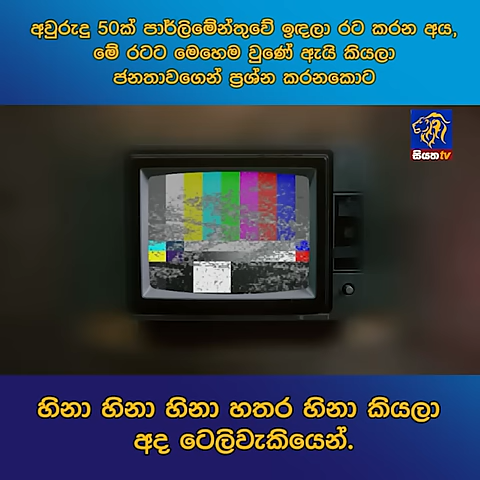 අවුරුදු 50ක් පාර්ලිමේන්තුවේ ඉඳලා රට කරන අය,
මේ රටට මෙහෙම වුණේ ඇයි කියලා
ජනතාවගෙන් ප්‍රශ්න කරනකොට
සියත tv
හිනා හිනා හිනා හතර හිනා කියලා
අද ටෙලිවැකියෙන්.